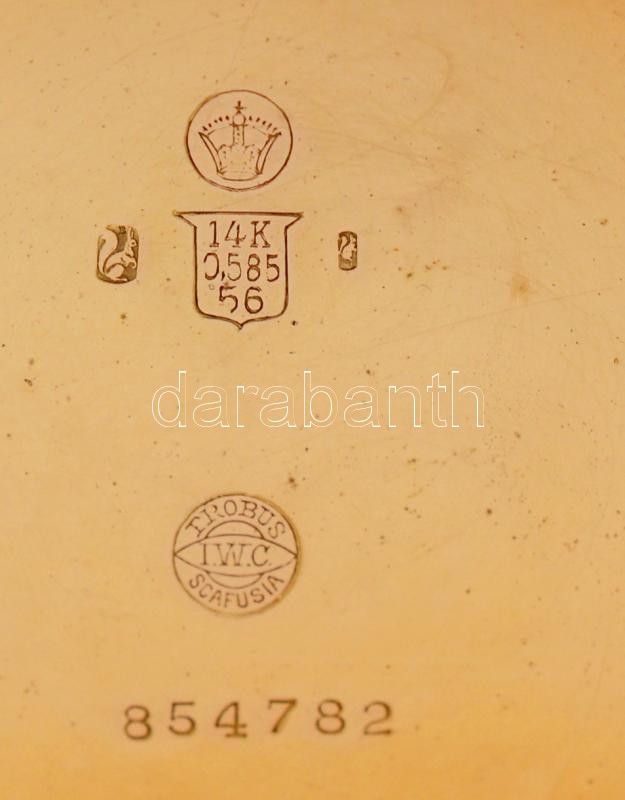 14K
0,585
56
darabanth
PROBUS
I.W.C.
SCAFUSIA
854782